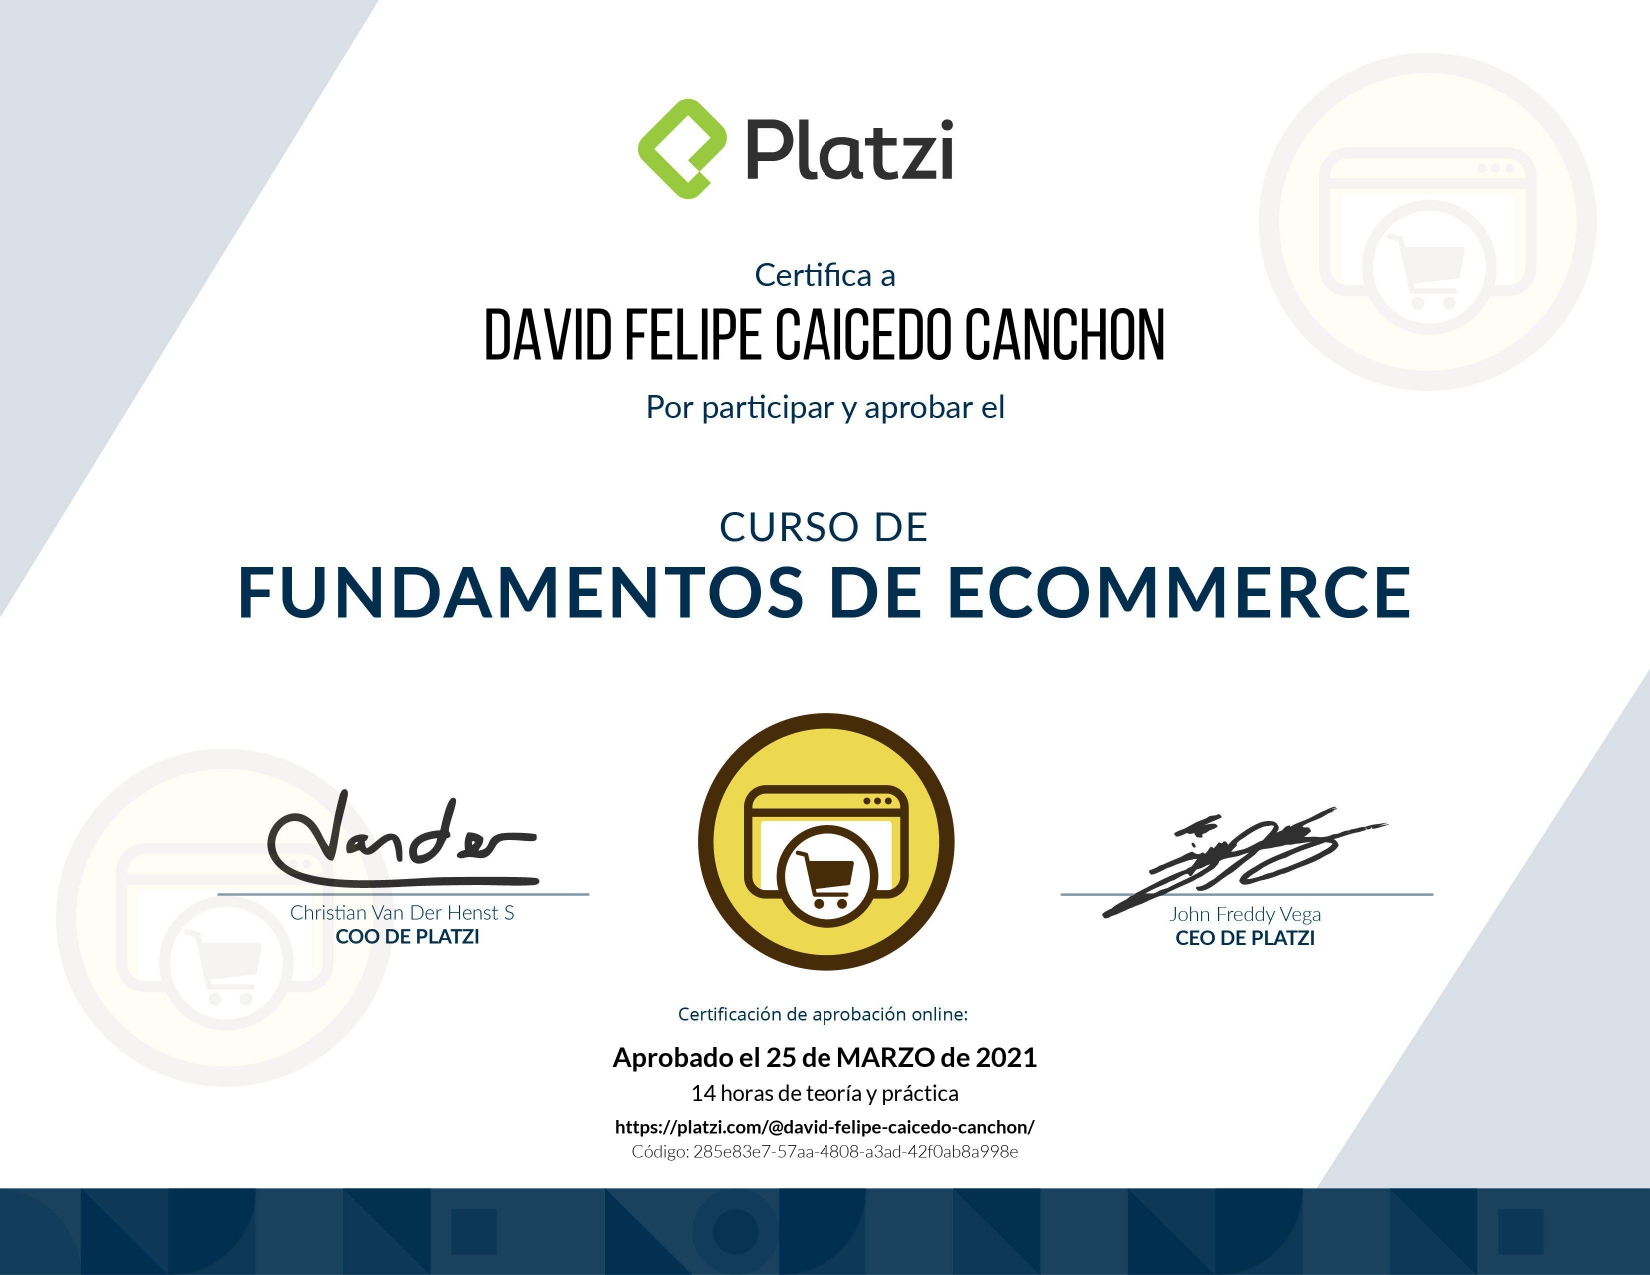 Platzi
Certifica a
DAVID FELIPE CAICEDO CANCHON
Por participar y aprobar el
CURSO DE
FUNDAMENTOS DE ECOMMERCE
Vander
Christian Van Der Henst S
COO DE PLATZI
John Freddy Vega
CEO DE PLATZI
Certificación de aprobación online:
Aprobado el 25 de MARZO de 2021
14 horas de teoría y práctica
https://platzi.com/@david-felipe-caicedo-canchon/
Código: 285e83e7-57aa-4808-a3ad-42f0ab8a998e